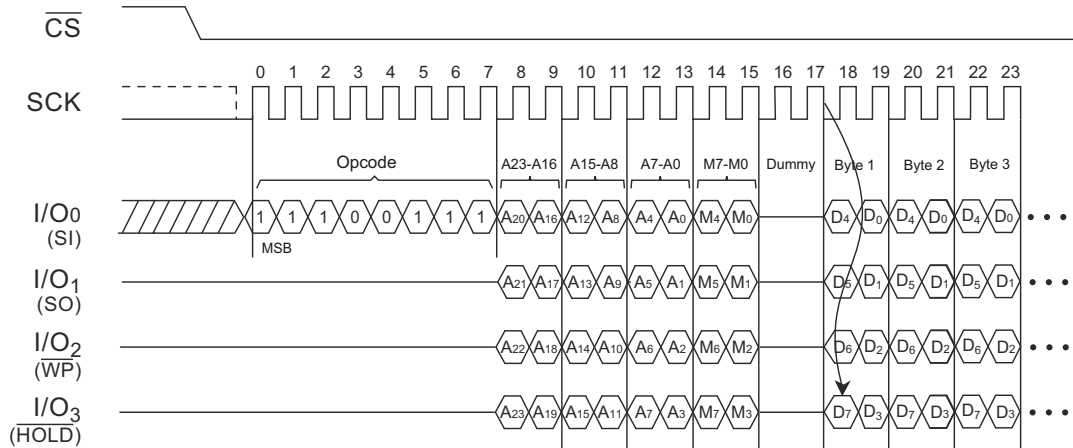 CS
0 1 2 3 4 5 6 7 8 9 10 11 12 13 14 15 16 17 18 19 20 21 22 23
SCK
Opcode A23-A16 A15-A8 A7-A0 M7-M0 Dummy Byte 1 Byte 2 Byte 3
I/O0 1 1 1 0 0 1 1 1 A20 A16 A12 A8 A4 A0 M4 M0 D4 D0 D4 D0 D4 D0 • • •
(SI)
MSB
I/O1 A21 A17 A13 A9 A5 A1 M5 M1 D5 D1 D5 D1 D5 D1 • • •
(SO)
I/O2 A22 A18 A14 A10 A6 A2 M6 M2 D6 D2 D6 D2 D6 D2 • • •
(WP)
I/O3 A23 A19 A15 A11 A7 A3 M7 M3 D7 D3 D7 D3 D7 D3 • • •
(HOLD)